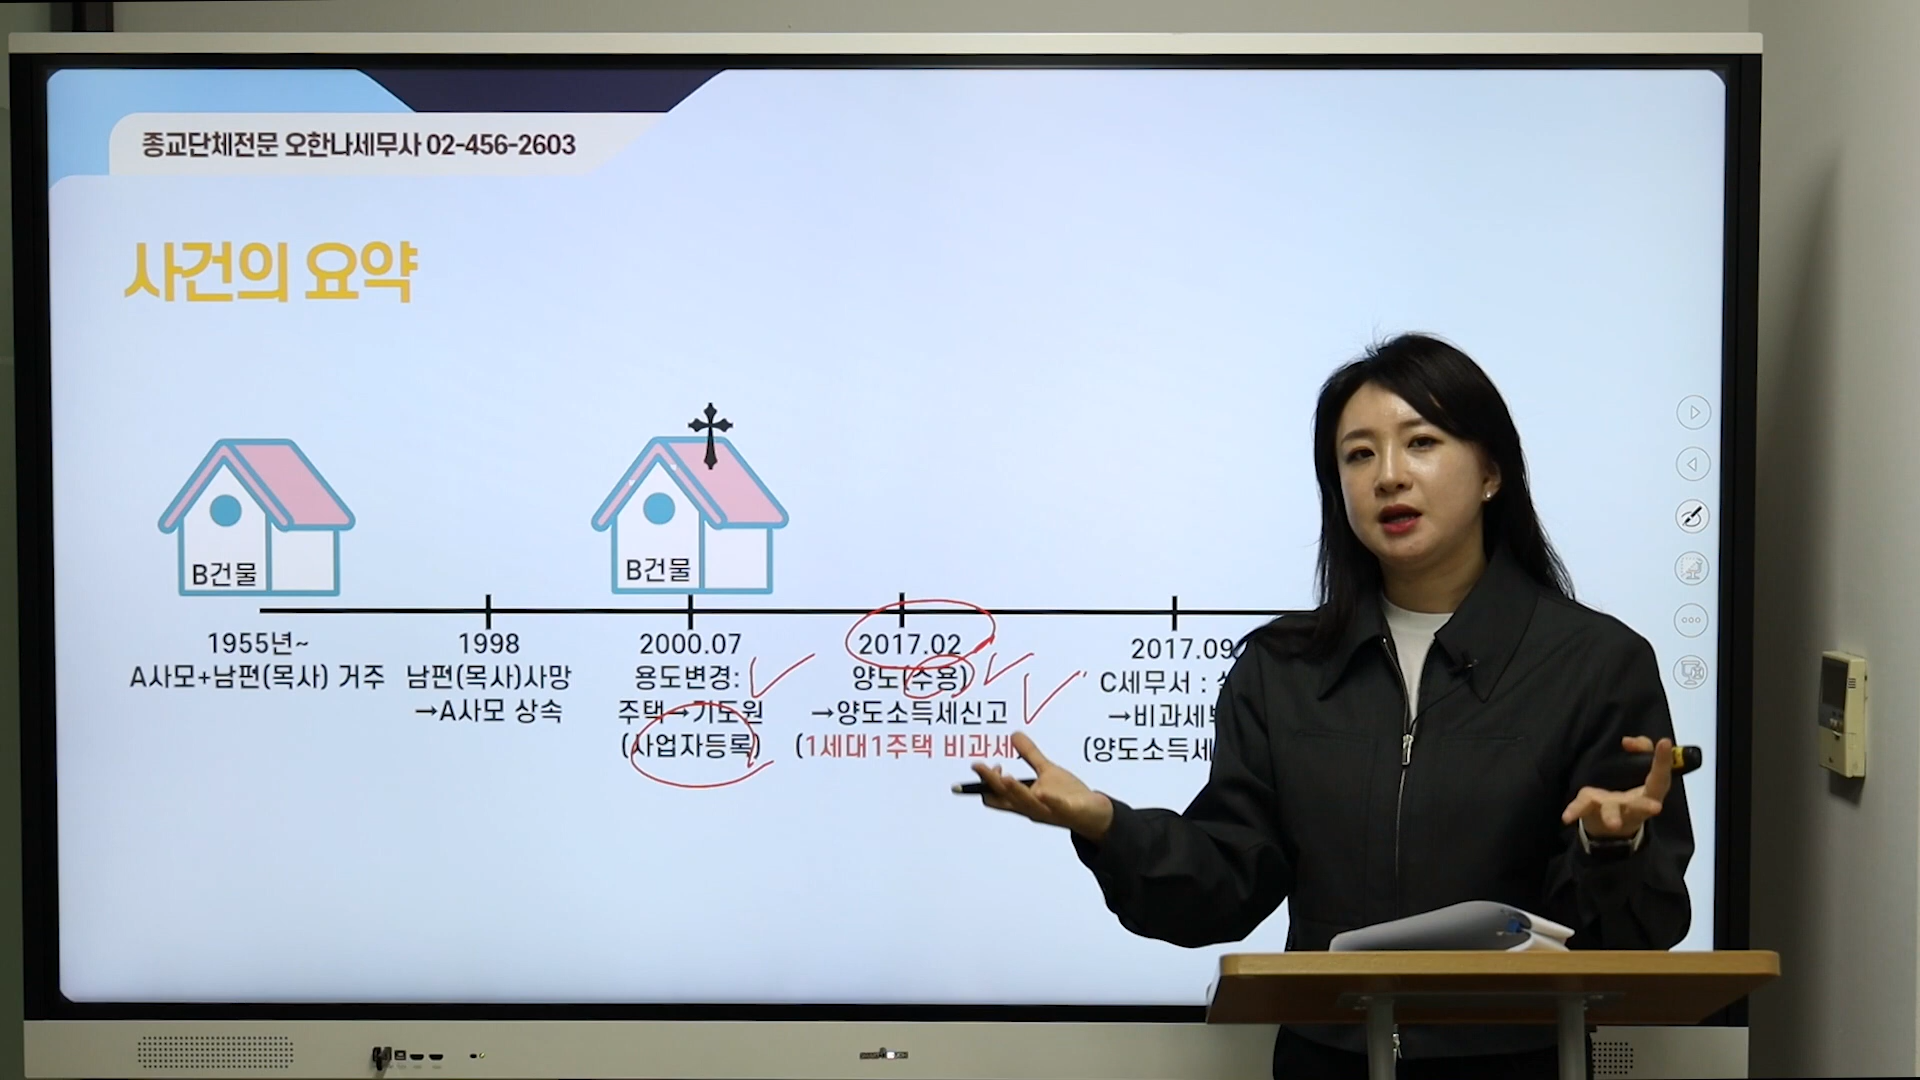 종교단체전문 오한나세무사 02-456-2603
사건의 요약
B건물
B건물
1955년~
A사모+남편(목사) 거주
1998
남편(목사)사망
→A사모 상속
2000.07
용도변경:
주택→기도원
(사업자등록)
2017.02
양도(수용)
→양도소득세신고
(1세대1주택 비과세)
2017.09
C세무서 :
→비과세
(양도소득세